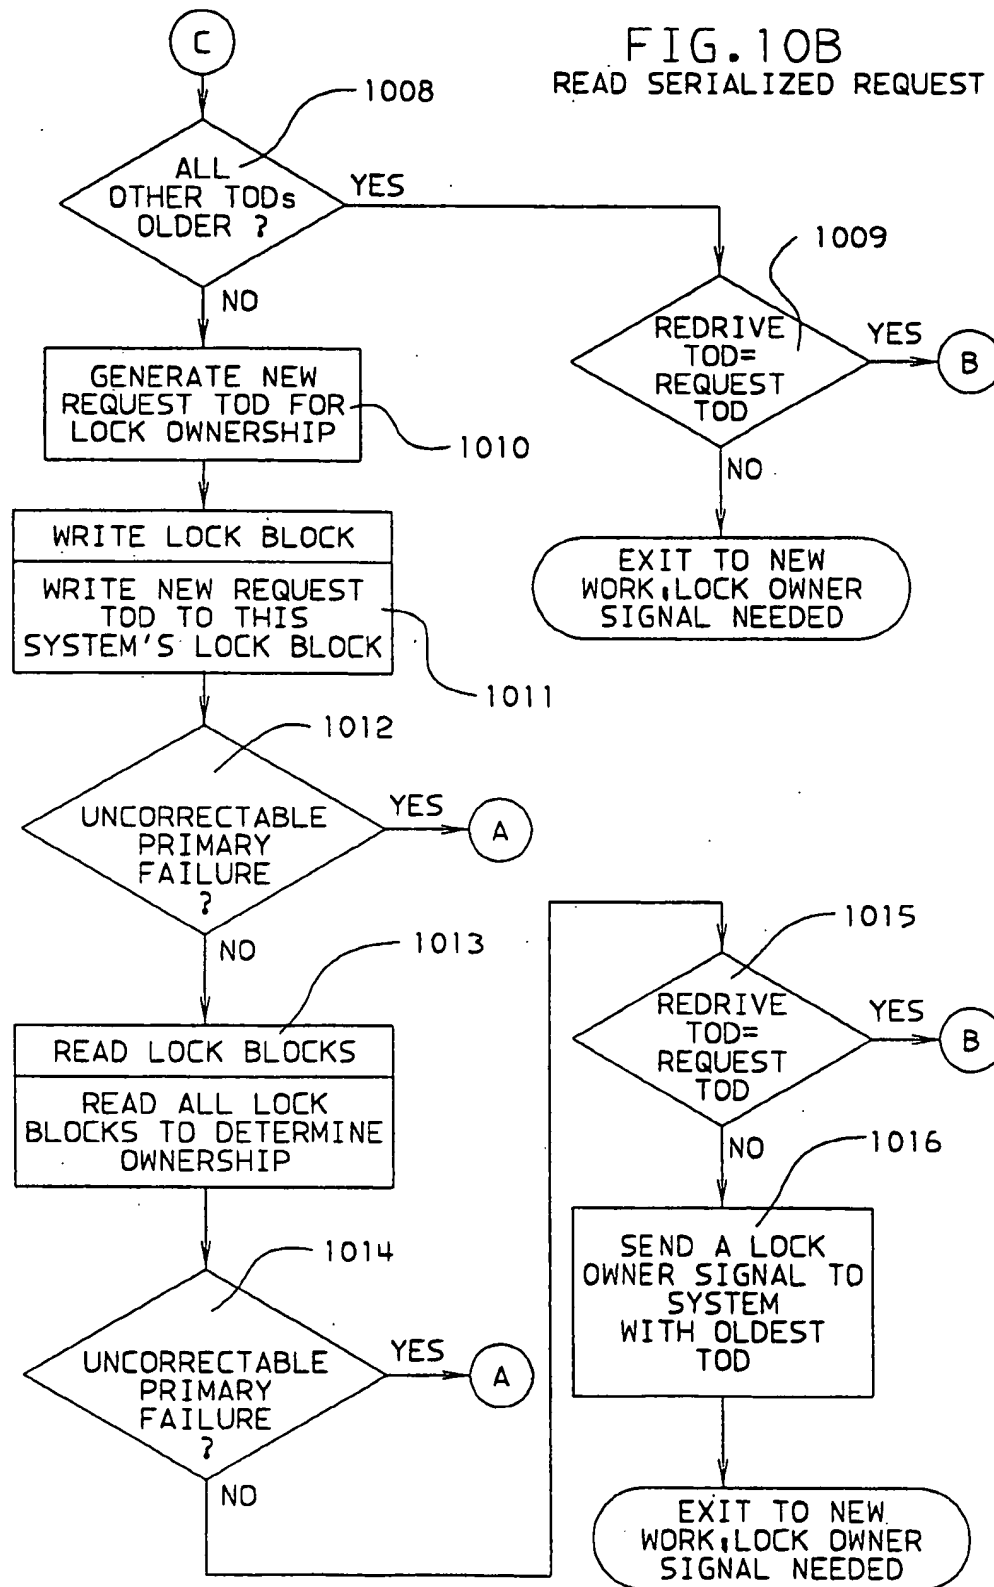 C
FIG.10B
READ SERIALIZED REQUEST
1008
ALL
OTHER TODs
OLDER ?
YES
NO
1009
REDRIVE
TOD=
REQUEST
TOD
YES
B
NO
EXIT TO NEW
WORK;LOCK OWNER
SIGNAL NEEDED
GENERATE NEW
REQUEST TOD FOR
LOCK OWNERSHIP
1010
WRITE LOCK BLOCK
WRITE NEW REQUEST
TOD TO THIS
SYSTEM'S LOCK BLOCK
1011
1012
UNCORRECTABLE
PRIMARY
FAILURE
?
YES
A
NO
1013
READ LOCK BLOCKS
READ ALL LOCK
BLOCKS TO DETERMINE
OWNERSHIP
1014
UNCORRECTABLE
PRIMARY
FAILURE
?
YES
A
NO
1015
REDRIVE
TOD=
REQUEST
TOD
YES
B
NO
1016
SEND A LOCK
OWNER SIGNAL TO
SYSTEM
WITH OLDEST
TOD
EXIT TO NEW
WORK;LOCK OWNER
SIGNAL NEEDED